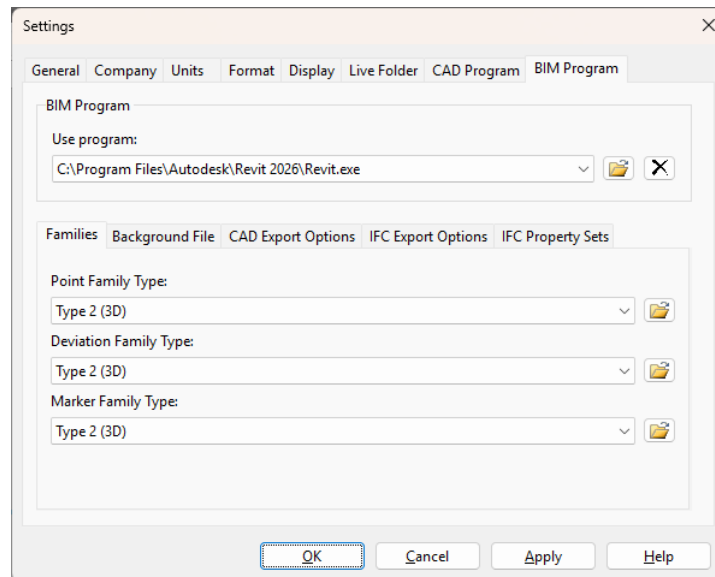 Settings
General Company Units Format Display Live Folder CAD Program BIM Program
BIM Program
Use program:
C:\Program Files\Autodesk\Revit 2026\Revit.exe
Families Background File CAD Export Options IFC Export Options IFC Property Sets
Point Family Type:
Type 2 (3D)
Deviation Family Type:
Type 2 (3D)
Marker Family Type:
Type 2 (3D)
OK Cancel Apply Help